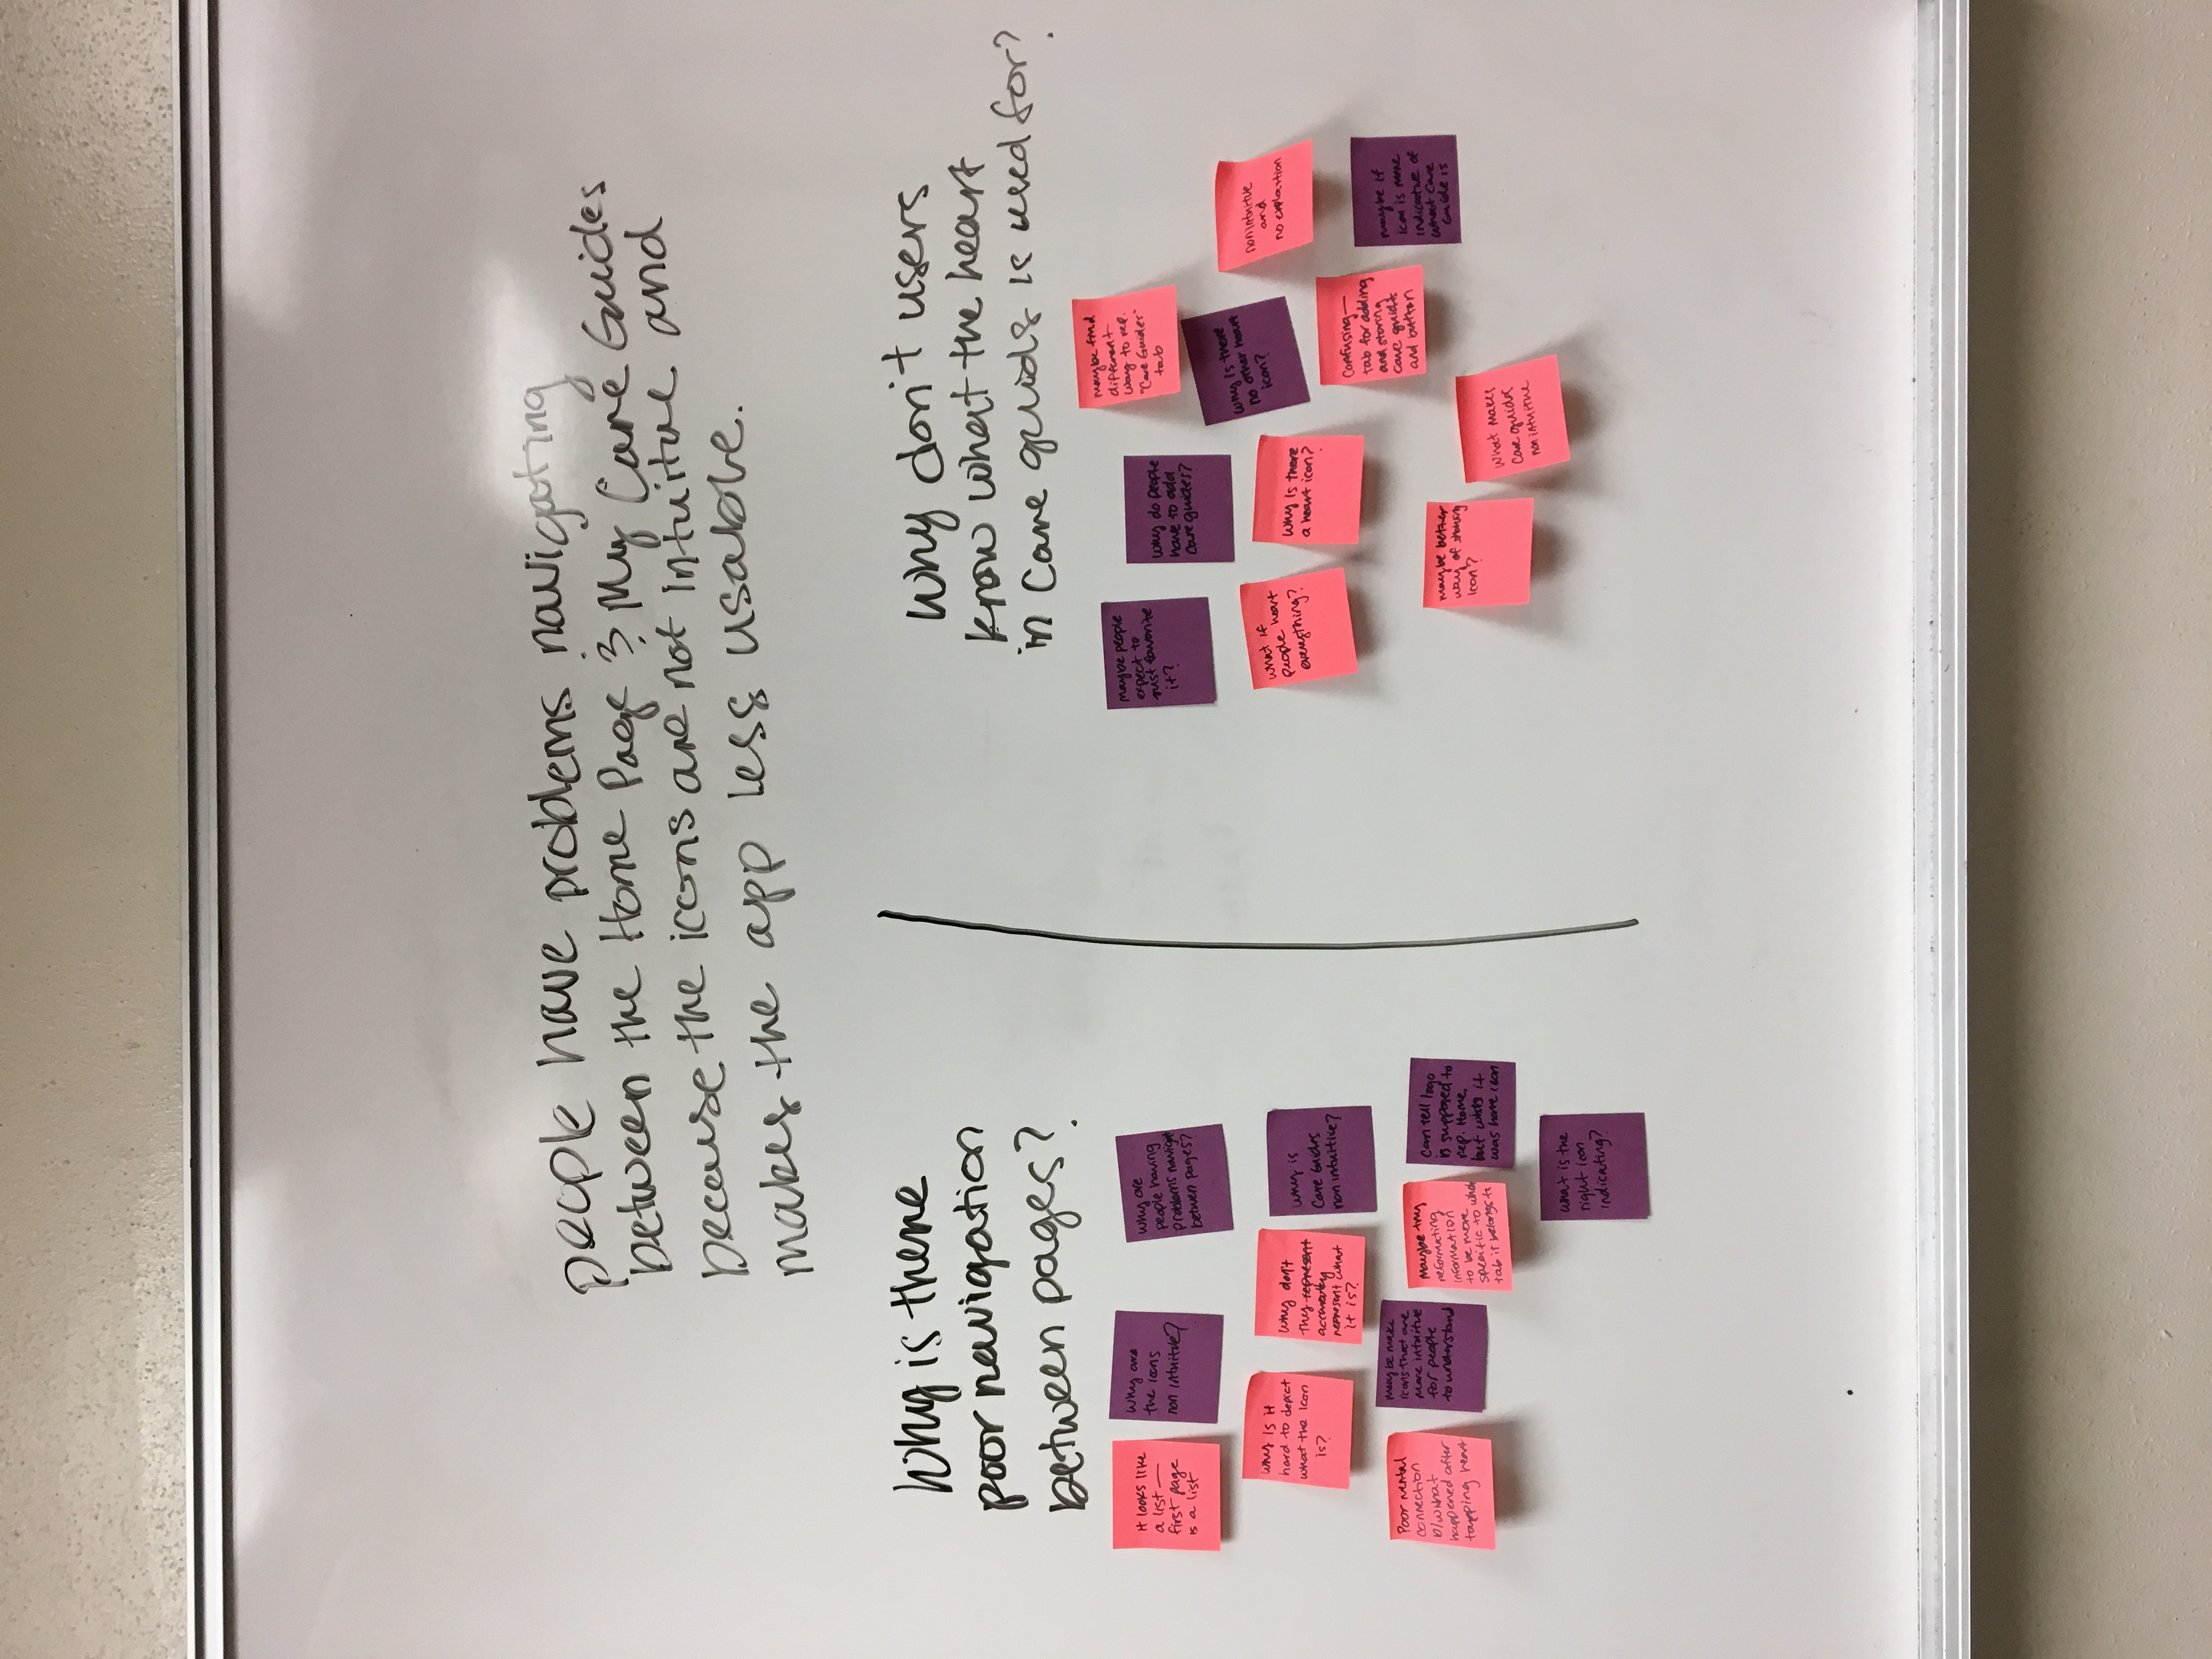 people have problems navigating
between the Home Page & My Care Guides
because the icons are not intuitive and
makes the app less usable.
Why is there
poor navigation
between pages?
It looks like
a list —
first page
is a list
Why are
the icons
non intuitive?
Why are
people having
problems navigat
between pages?
Why is it
hard to depict
what the icon
is?
Why don't
they represent
accurately
represent what
it is?
Why is
Care Guides
non intuitive?
Poor mental
connection
b/w what
happened after
tapping heart
Maybe make
icons that are
more intuitive
for people
to understand
Maybe try
reformating
information
to be more
specific to which
tab it belongs to
Can tell logo
is supposed to
rep. Home,
but wishs it
was home icon
What is the
right icon
indicating?
Why don't users
know what the heart
in Care guids is used for?
maybe people
expect to
just favorite
it?
Why do people
have to add
Care guides?
maybe find
different
way to rep.
"Care Guides"
tab
What if
people heart
everything?
Why is there
a heart icon?
Why is there
no other heart
icon?
nonintuitive
and
no
Confusing —
tab for adding
and storing
care guides
and button
maybe if
icon is more
indicative of
what Care
Guide is
maybe better
way of showing
icon?
What makes
Care guides
non intuitive